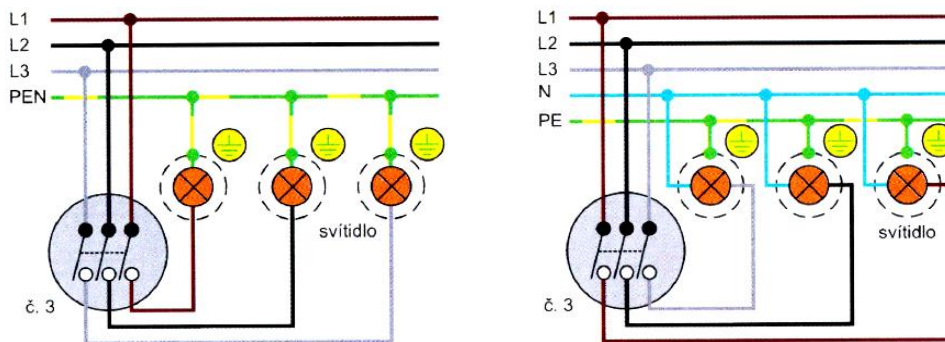 L1
L2
L3
PEN
svítidlo
č. 3
L1
L2
L3
N
PE
svítidlo
č. 3